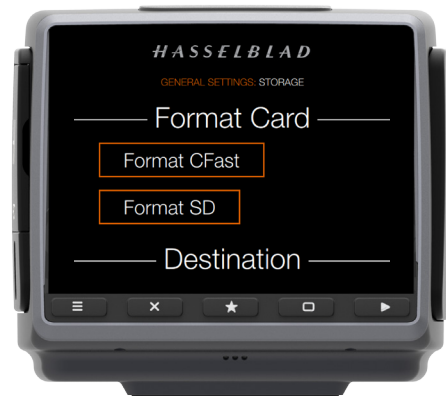 HASSELBLAD
GENERAL SETTINGS: STORAGE
Format Card
Format CFast
Format SD
Destination